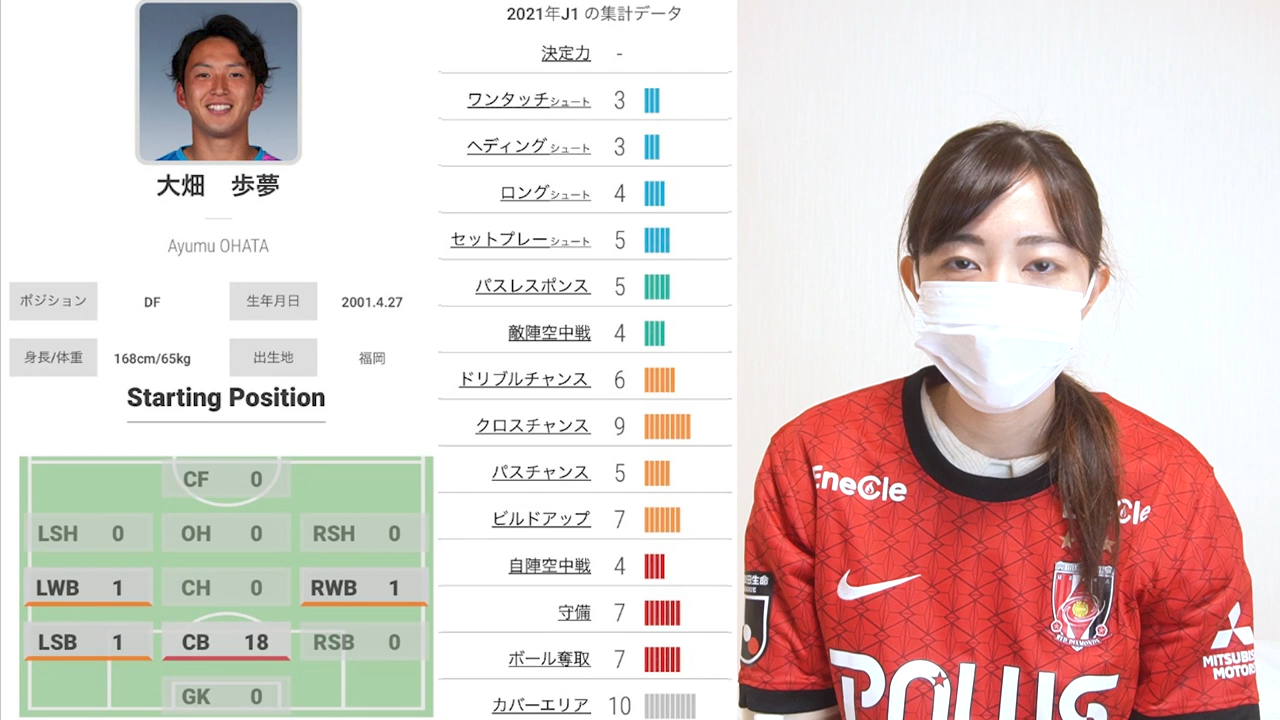 大畑 歩夢
Ayumu OHATA
ポジション DF 生年月日 2001.4.27
身長/体重 168cm/65kg 出生地 福岡
Starting Position
CF 0
LSH 0 OH 0 RSH 0
LWB 1 CH 0 RWB 1
LSB 1 CB 18 RSB 0
GK 0
2021年J1 の集計データ
決定力 -
ワンタッチシュート 3
ヘディングシュート 3
ロングシュート 4
セットプレーシュート 5
パスレスポンス 5
敵陣空中戦 4
ドリブルチャンス 6
クロスチャンス 9
パスチャンス 5
ビルドアップ 7
自陣空中戦 4
守備 7
ボール奪取 7
カバーエリア 10
EneCle
cle
POLUS
MITSUBIS
MOTORS